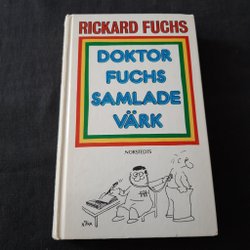 RICKARD FUCHS
DOKTOR
FUCHS
SAMLADE
VÄRK
NORSTEDTS